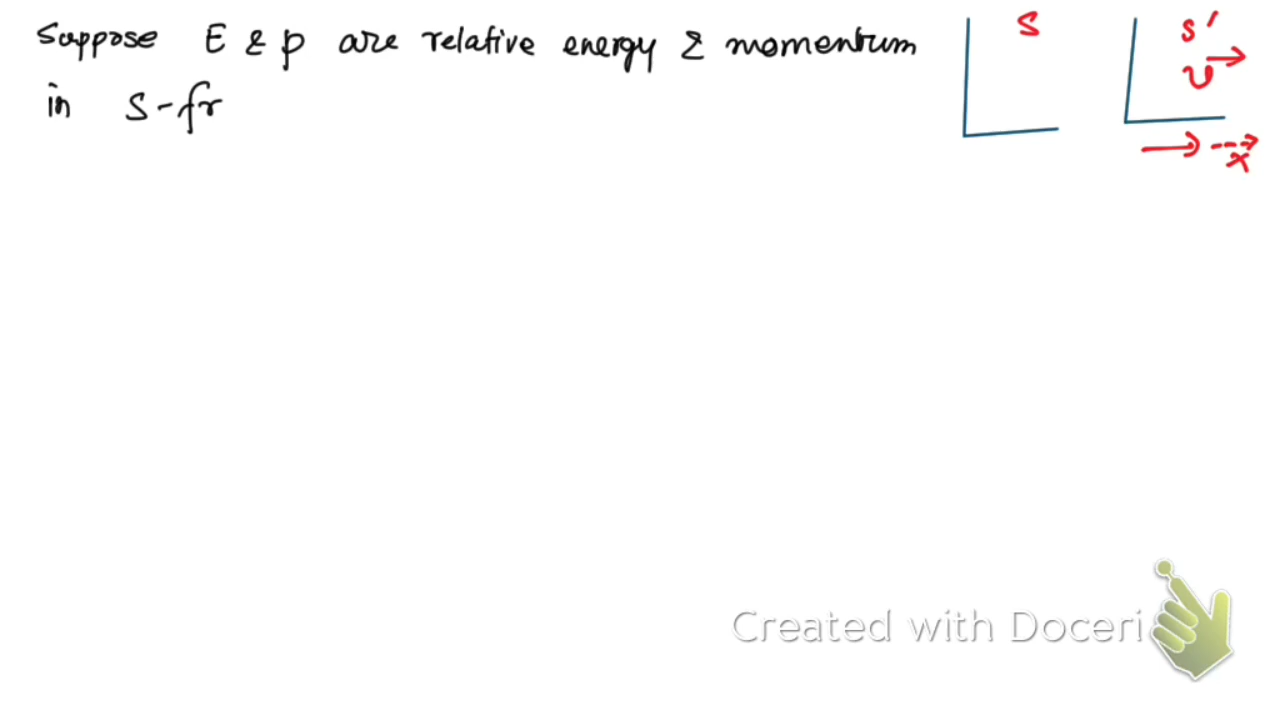 Suppose E & p are relative energy & momentum
in S-fr
S
S'
v
x
Created with Doceri